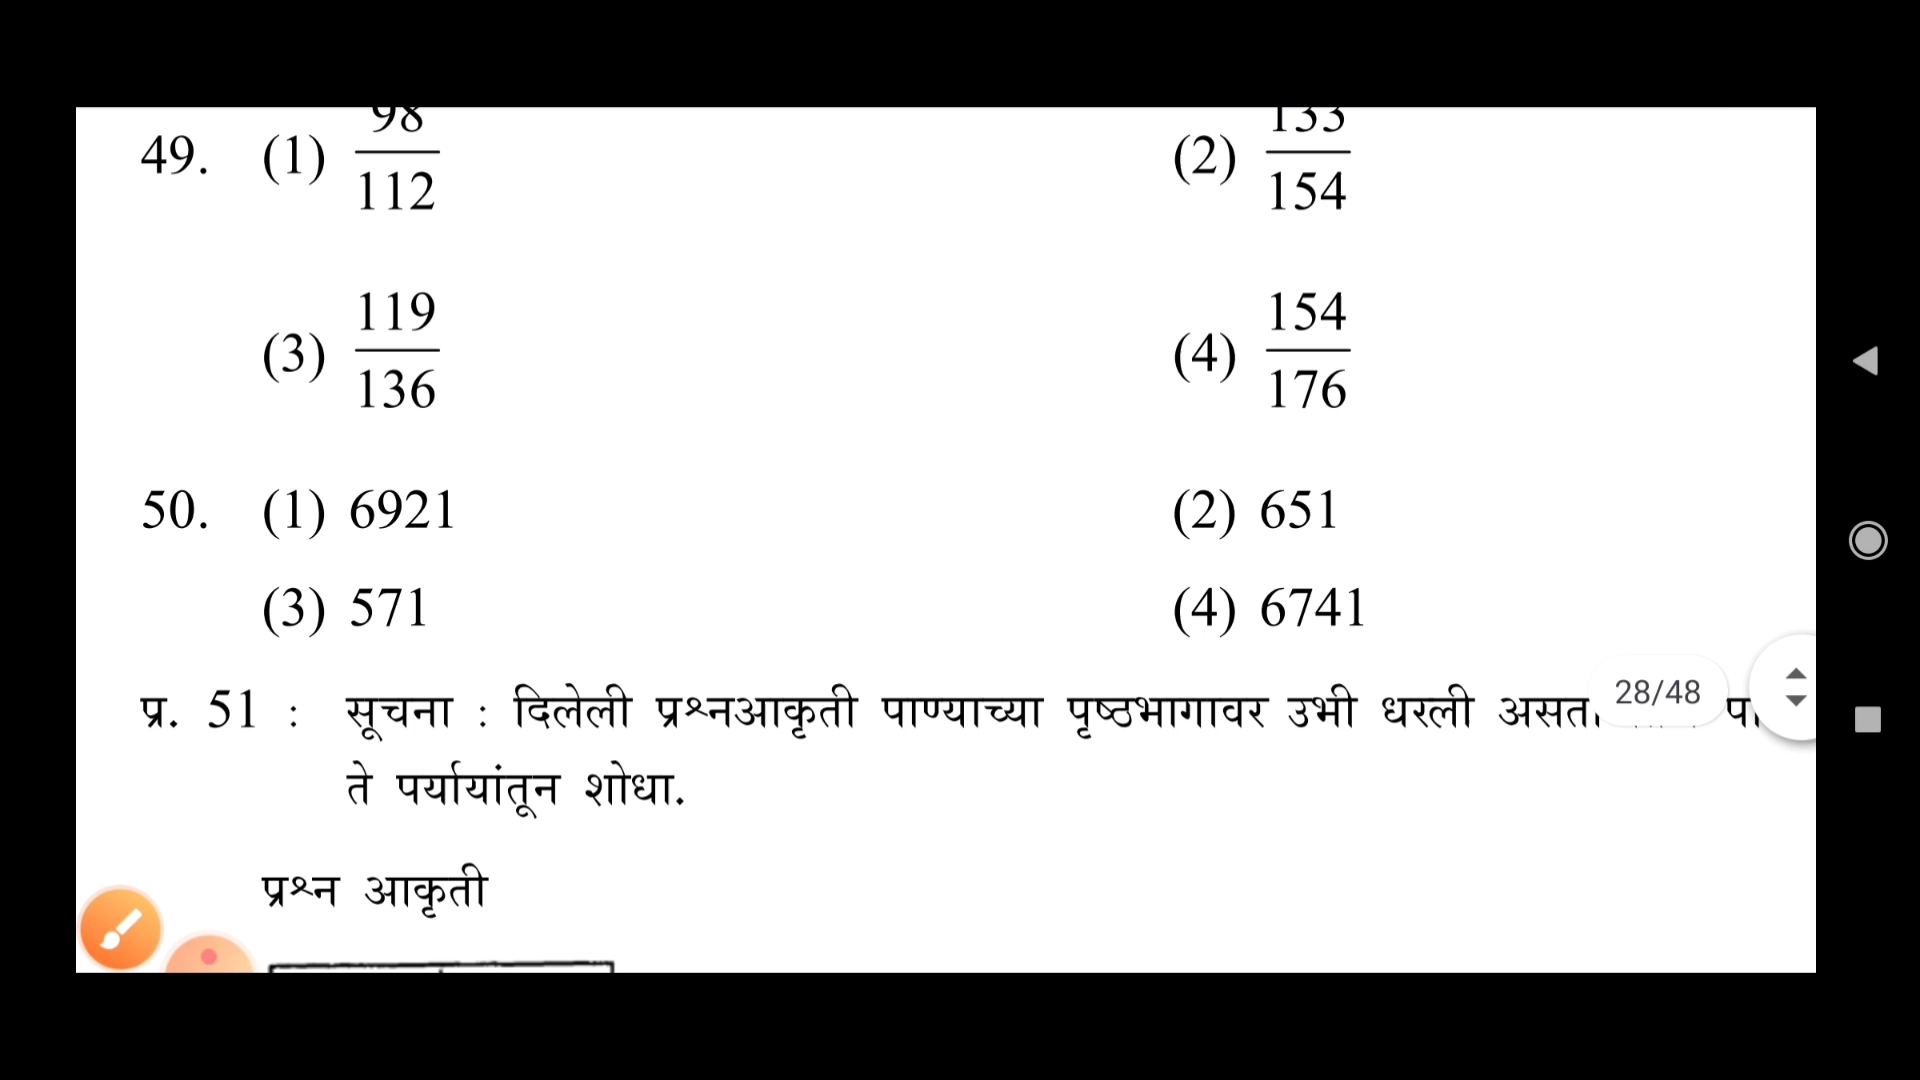 49. (1) 98/112 (2) 133/154
(3) 119/136 (4) 154/176
50. (1) 6921 (2) 651
(3) 571 (4) 6741
प्र. 51 : सूचना : दिलेली प्रश्नआकृती पाण्याच्या पृष्ठभागावर उभी धरली असता
28/48
ते पर्यायांतून शोधा.
प्रश्न आकृती